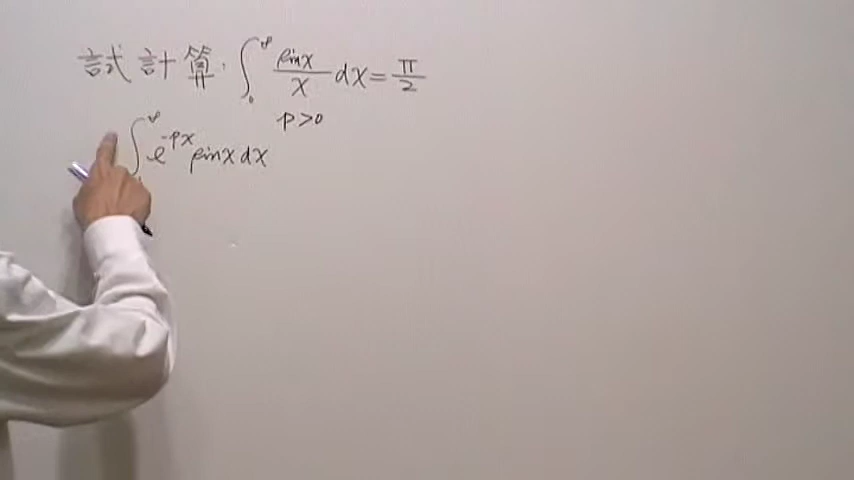 試計算. ∫₀^∞ sinx/x dx = π/2
p>0
∫^∞ e^{-px} sinx dx